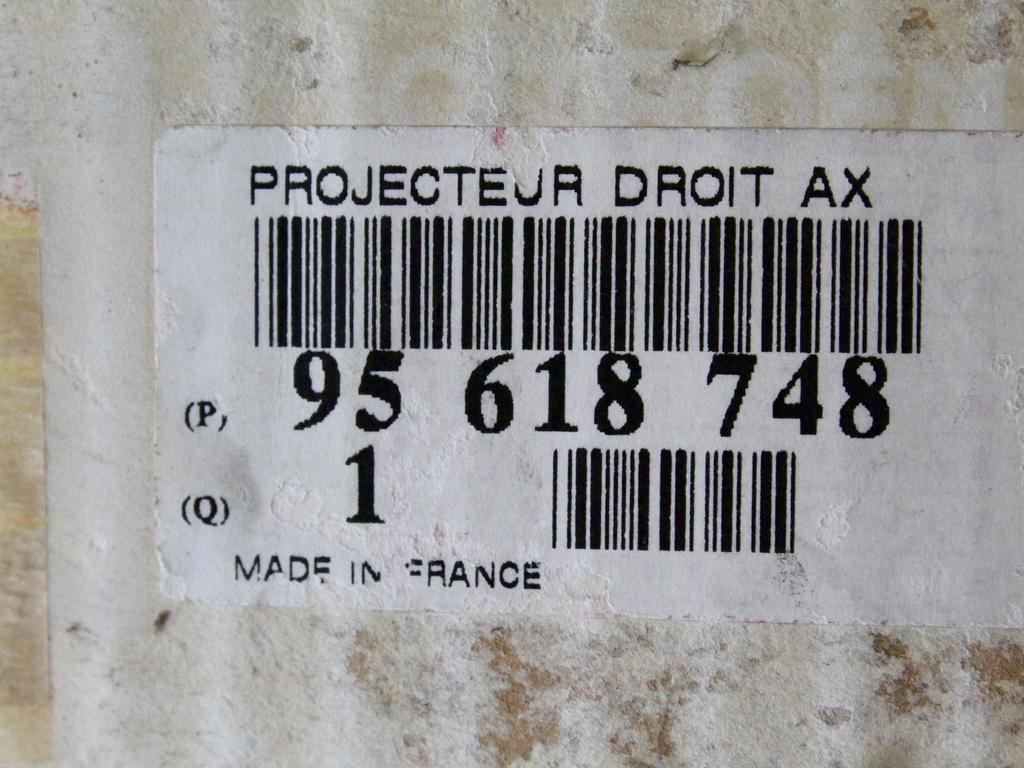 PROJECTEUR DROIT AX
(P) 95 618 748
(Q) 1
MADE IN FRANCE